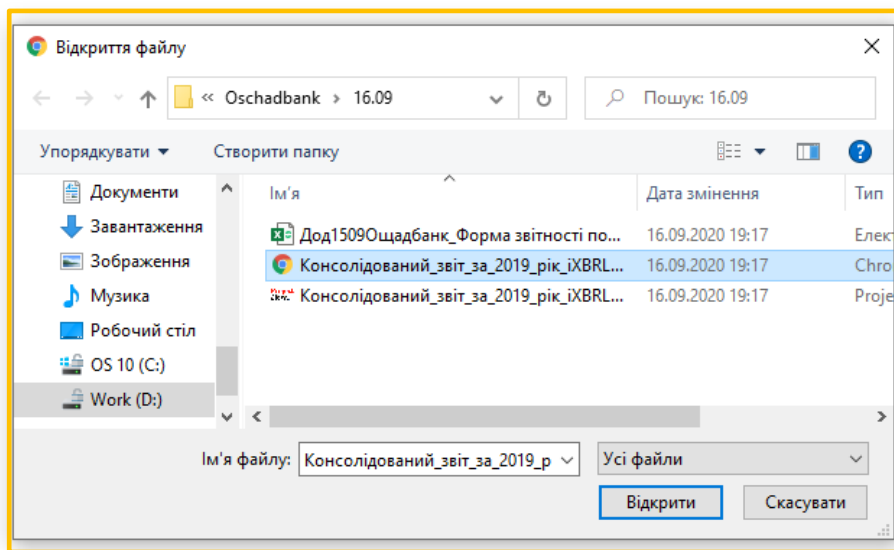 Відкриття файлу
« Oschadbank › 16.09
Пошук: 16.09
Упорядкувати
Створити папку
Документи
Завантаження
Зображення
Музика
Робочий стіл
OS 10 (C:)
Work (D:)
Ім'я
Дата змінення
Тип
Дод1509Ощадбанк_Форма звітності по...
16.09.2020 19:17
Елек
Консолідований_звіт_за_2019_рік_iXBRL...
16.09.2020 19:17
Chro
Консолідований_звіт_за_2019_рік_iXBRL...
16.09.2020 19:17
Proje
Ім'я файлу:
Консолідований_звіт_за_2019_р
Усі файли
Відкрити
Скасувати